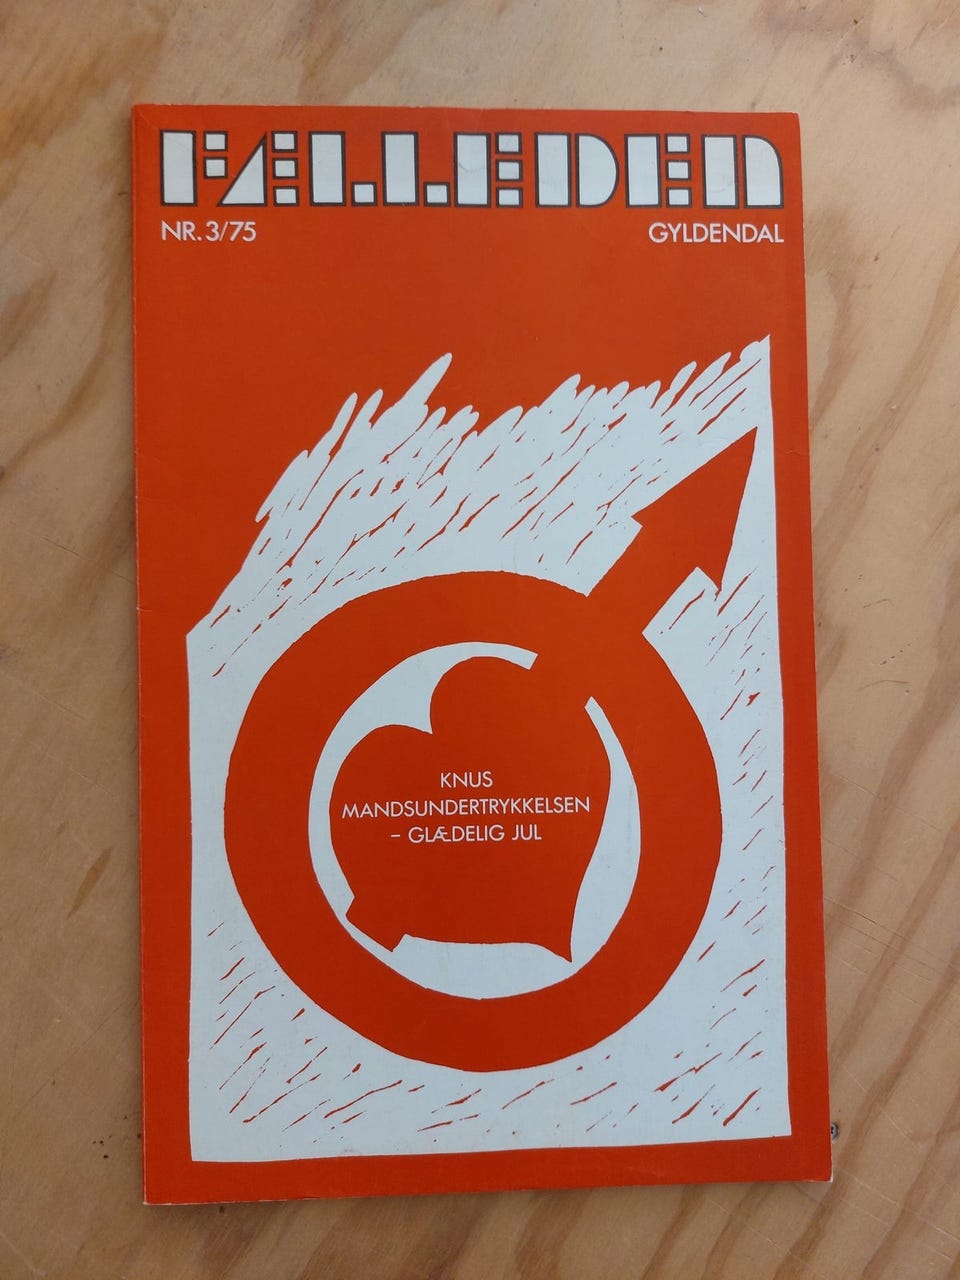 FÆLLEDEN
NR. 3/75
GYLDENDAL
KNUS
MANDSUNDERTRYKKELSEN
– GLÆDELIG JUL